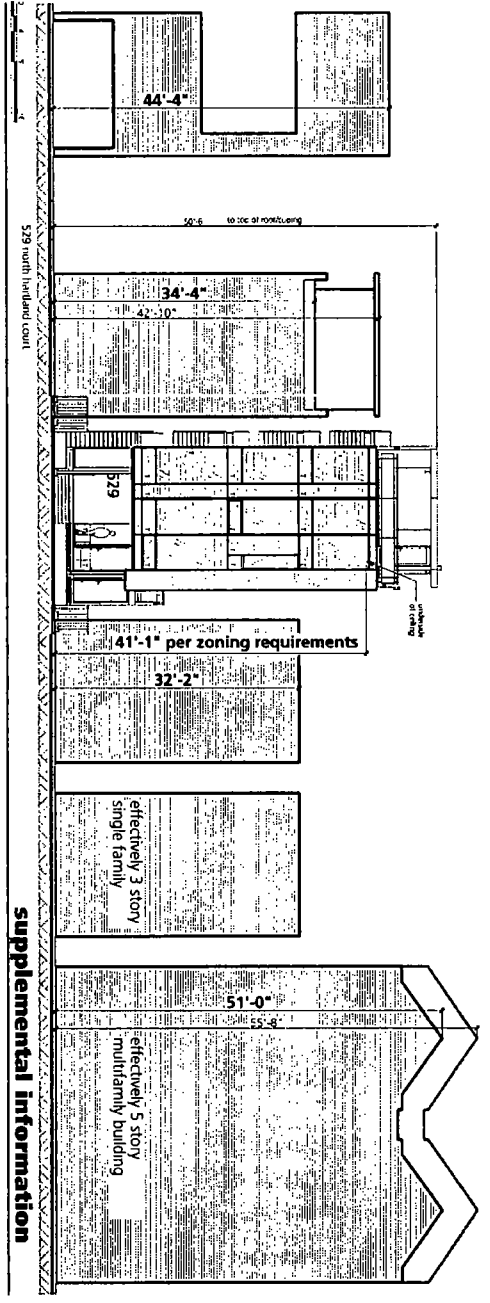 44'-4"
50'-6 to top of roof/coping
34'-4"
42'-10"
529
underside
of ceiling
41'-1" per zoning requirements
32'-2"
effectively 3 story
single family
51'-0"
55'-8"
effectively 5 story
multifamily building
529 north hartland court
supplemental information